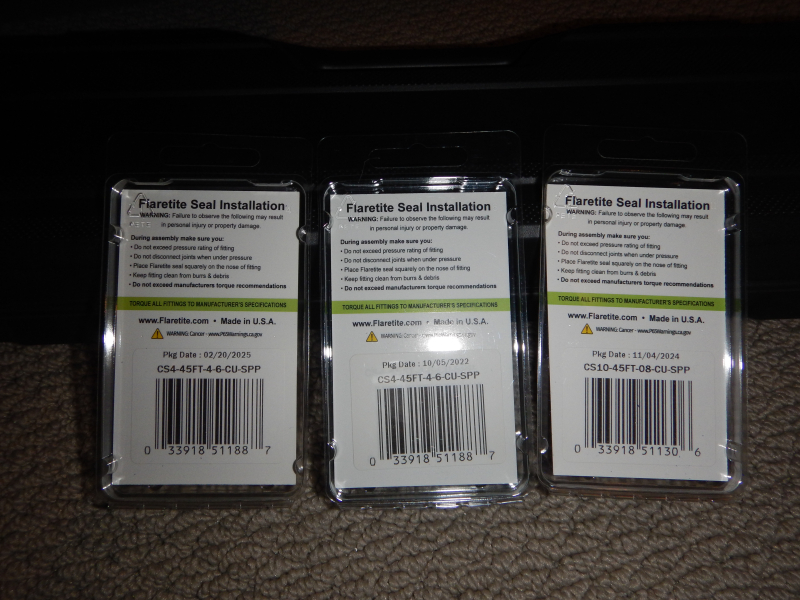 Flaretite Seal Installation
WARNING: Failure to observe the following may result
in personal injury or property damage.
During assembly make sure you:
• Do not exceed pressure rating of fitting
• Do not disconnect joints when under pressure
• Place Flaretite seal squarely on the nose of fitting
• Keep fitting clean from burns & debris
• Do not exceed manufacturers torque recommendations
TORQUE ALL FITTINGS TO MANUFACTURER'S SPECIFICATIONS
www.Flaretite.com • Made in U.S.A.
WARNING: Cancer - www.P65Warnings.ca.gov
Pkg Date : 02/20/2025
CS4-45FT-4-6-CU-SPP
0 33918 51188 7
Flaretite Seal Installation
WARNING: Failure to observe the following may result
in personal injury or property damage.
During assembly make sure you:
• Do not exceed pressure rating of fitting
• Do not disconnect joints when under pressure
• Place Flaretite seal squarely on the nose of fitting
• Keep fitting clean from burns & debris
• Do not exceed manufacturers torque recommendations
TORQUE ALL FITTINGS TO MANUFACTURER'S SPECIFICATIONS
www.Flaretite.com • Made in U.S.A.
WARNING: Cancer - www.P65Warnings.ca.gov
Pkg Date : 10/05/2022
CS4-45FT-4-6-CU-SPP
0 33918 51188 7
Flaretite Seal Installation
WARNING: Failure to observe the following may result
in personal injury or property damage.
During assembly make sure you:
• Do not exceed pressure rating of fitting
• Do not disconnect joints when under pressure
• Place Flaretite seal squarely on the nose of fitting
• Keep fitting clean from burns & debris
• Do not exceed manufacturers torque recommendations
TORQUE ALL FITTINGS TO MANUFACTURER'S SPECIFICATIONS
www.Flaretite.com • Made in U.S.A.
WARNING: Cancer - www.P65Warnings.ca.gov
Pkg Date : 11/04/2024
CS10-45FT-08-CU-SPP
0 33918 51130 6